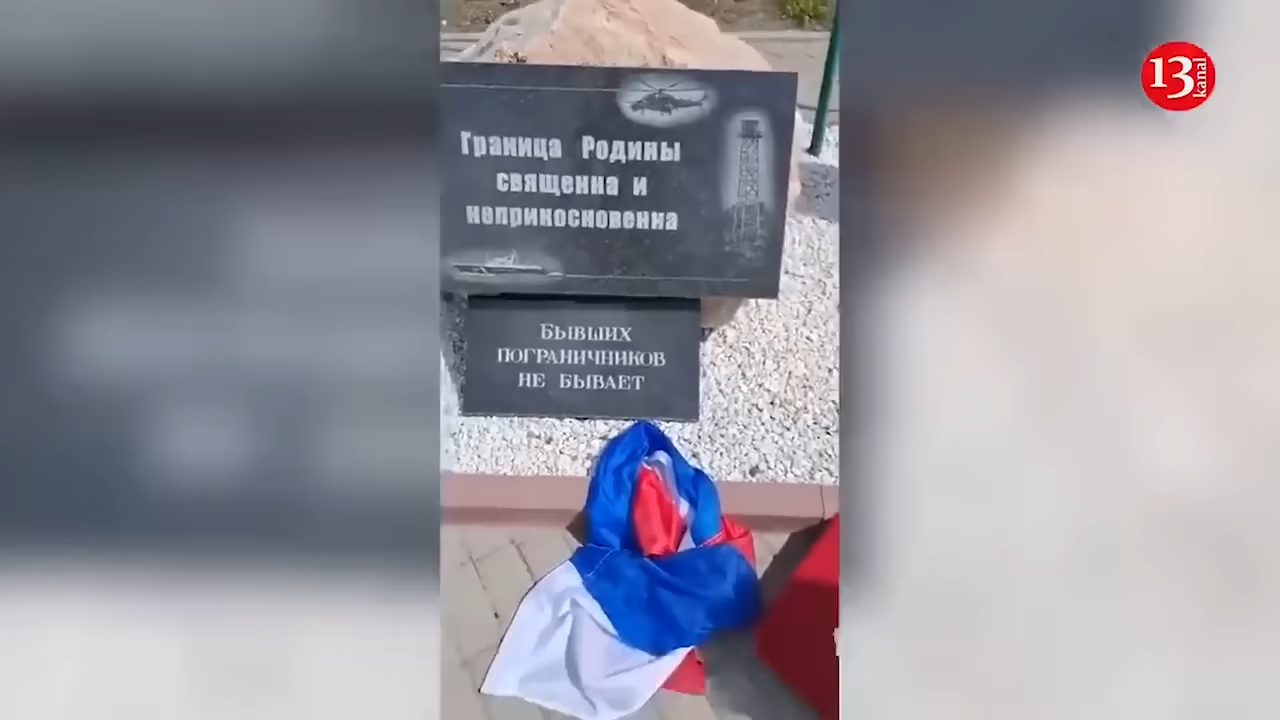 Граница Родины
священна и
неприкосновенна
БЫВШИХ
ПОГРАНИЧНИКОВ
НЕ БЫВАЕТ
13 kanal